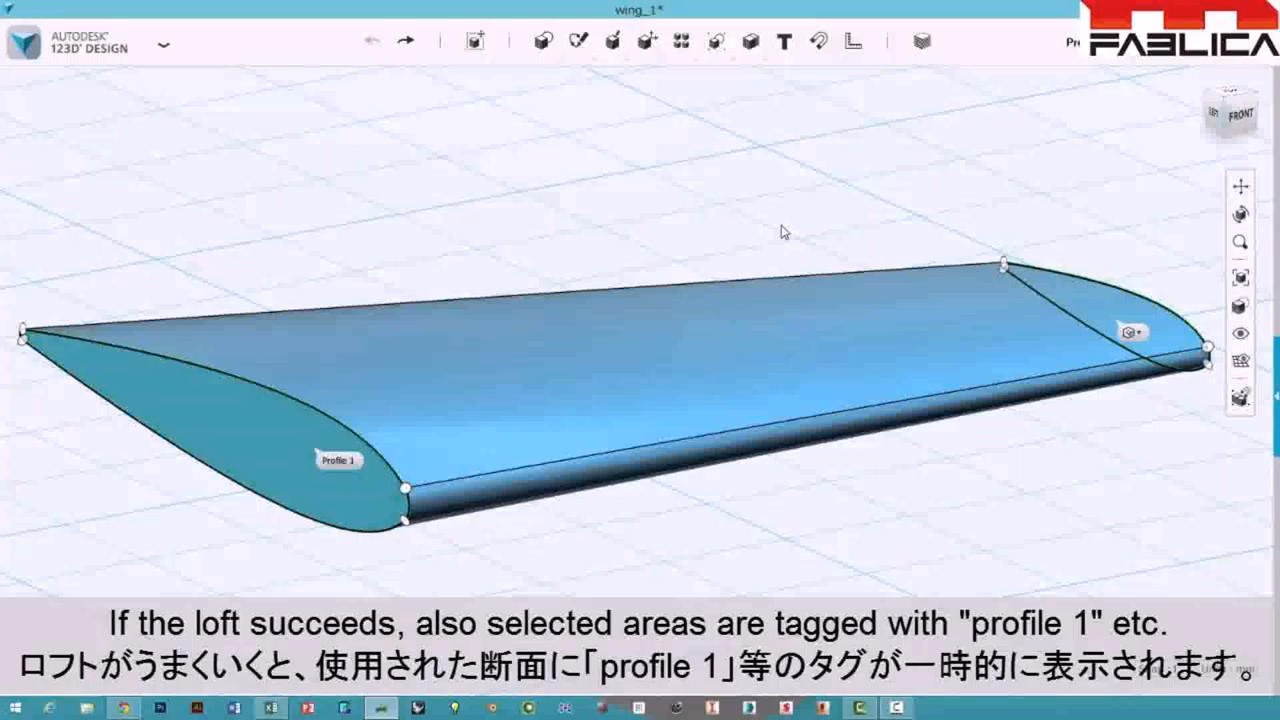 wing_1*
AUTODESK®
123D® DESIGN
FABLICA
FRONT
Profile 1
If the loft succeeds, also selected areas are tagged with "profile 1" etc.
ロフトがうまくいくと、使用された断面に「profile 1」等のタグが一時的に表示されます。